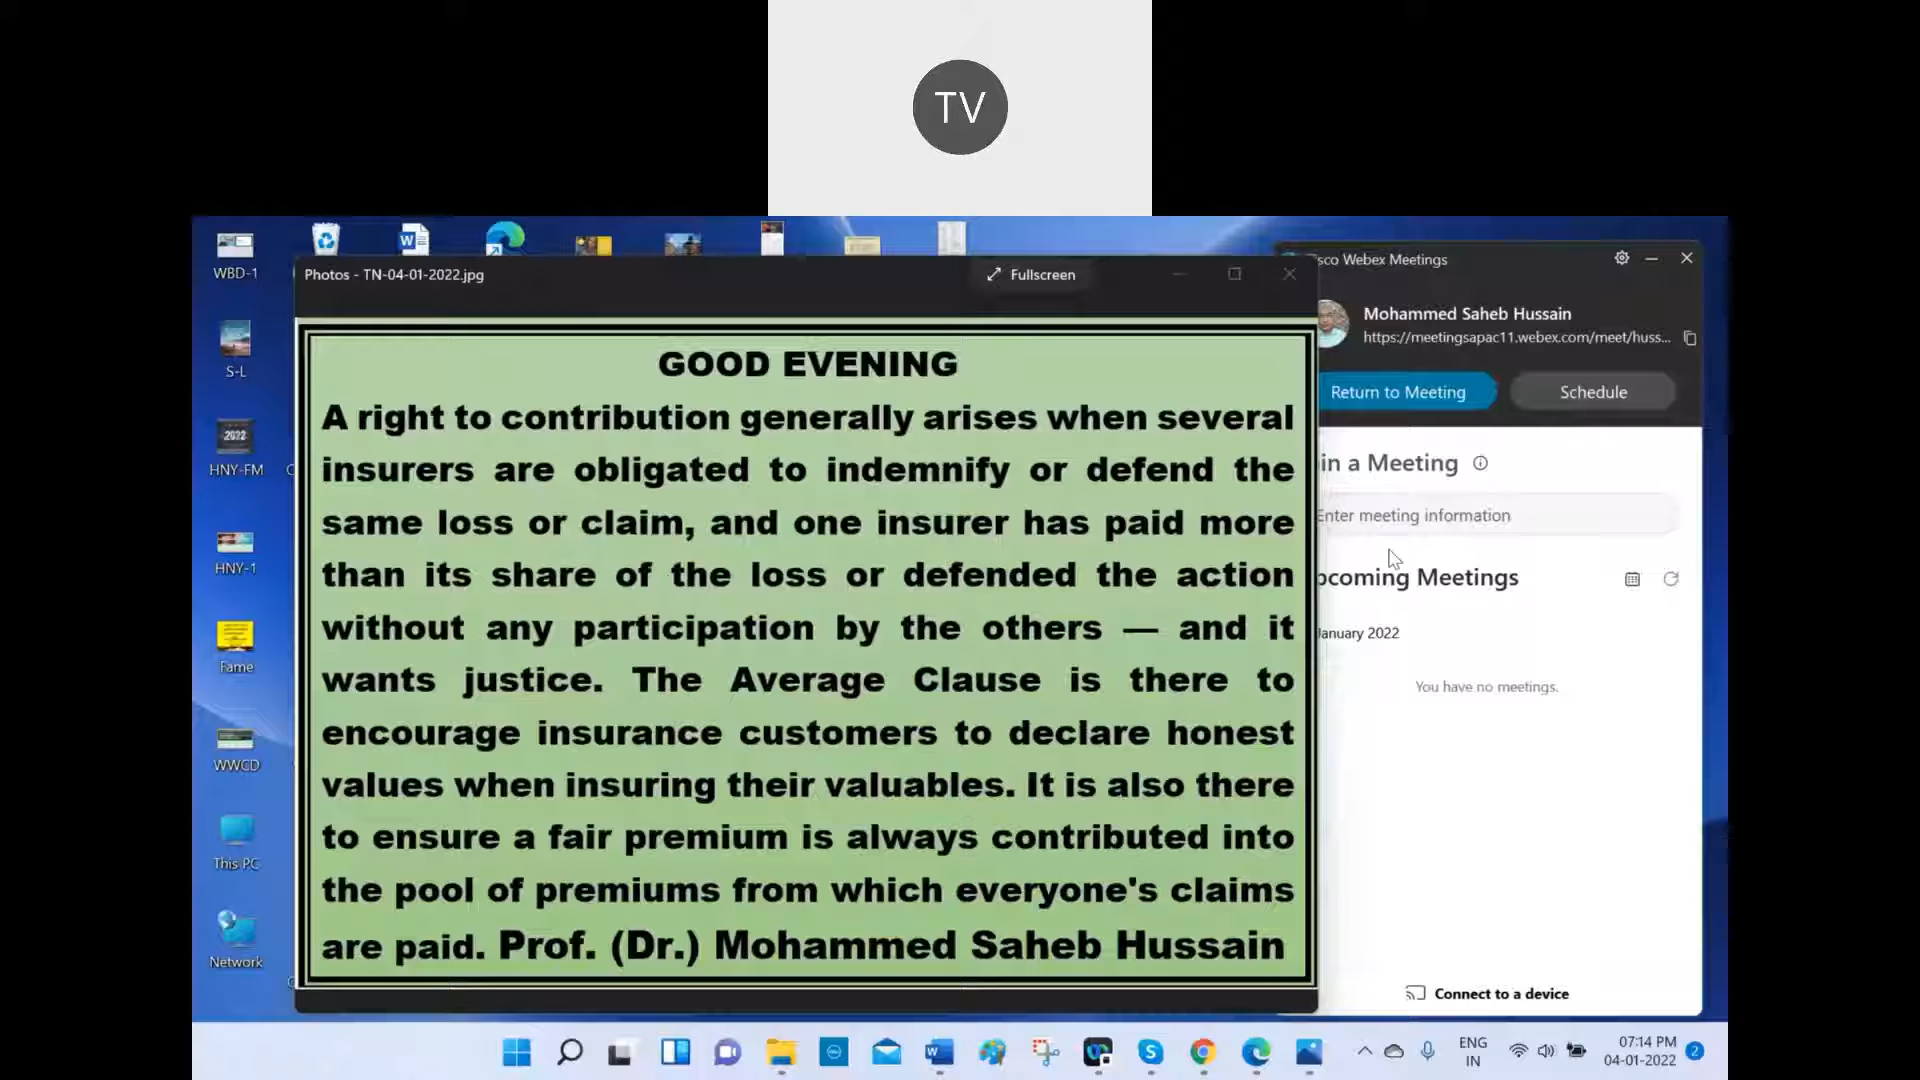 TV
WBD-1
S-L
2022
HNY-FM
HNY-1
Fame
WWCD
This PC
Network
Photos - TN-04-01-2022.jpg
Fullscreen
GOOD EVENING
A right to contribution generally arises when several
insurers are obligated to indemnify or defend the
same loss or claim, and one insurer has paid more
than its share of the loss or defended the action
without any participation by the others — and it
wants justice. The Average Clause is there to
encourage insurance customers to declare honest
values when insuring their valuables. It is also there
to ensure a fair premium is always contributed into
the pool of premiums from which everyone's claims
are paid. Prof. (Dr.) Mohammed Saheb Hussain
sco Webex Meetings
Mohammed Saheb Hussain
https://meetingsapac11.webex.com/meet/huss...
Return to Meeting
Schedule
in a Meeting
Enter meeting information
pcoming Meetings
January 2022
You have no meetings.
Connect to a device
ENG
IN
07:14 PM
04-01-2022
2